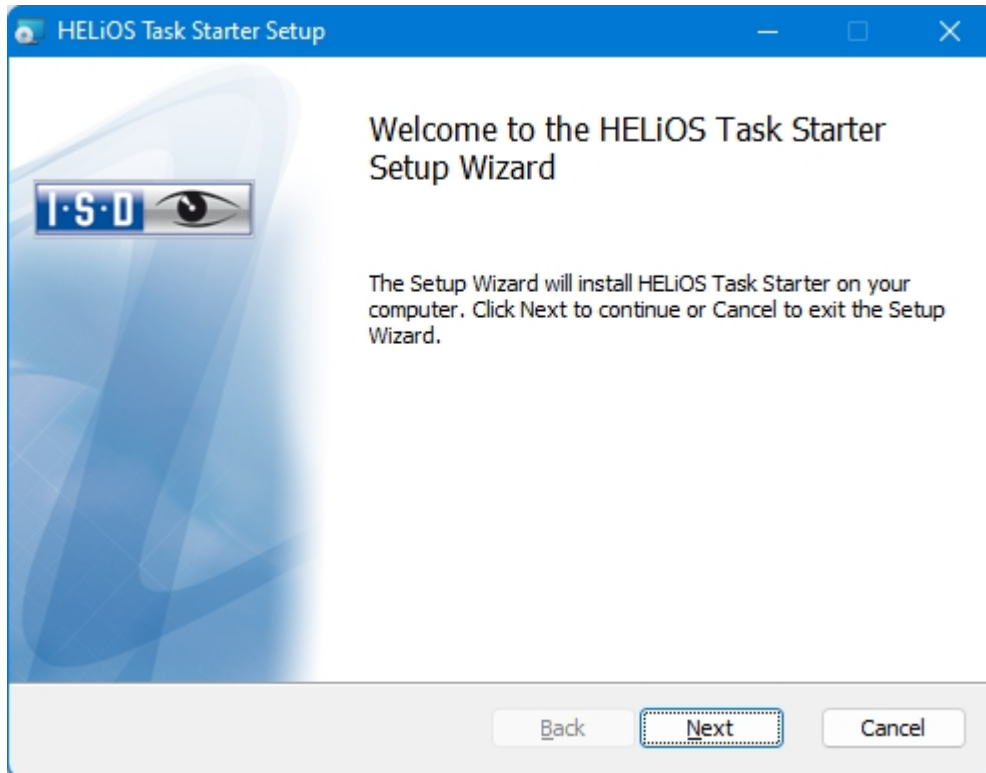 HELiOS Task Starter Setup
Welcome to the HELiOS Task Starter
Setup Wizard
I·S·D
The Setup Wizard will install HELiOS Task Starter on your
computer. Click Next to continue or Cancel to exit the Setup
Wizard.
Back Next Cancel